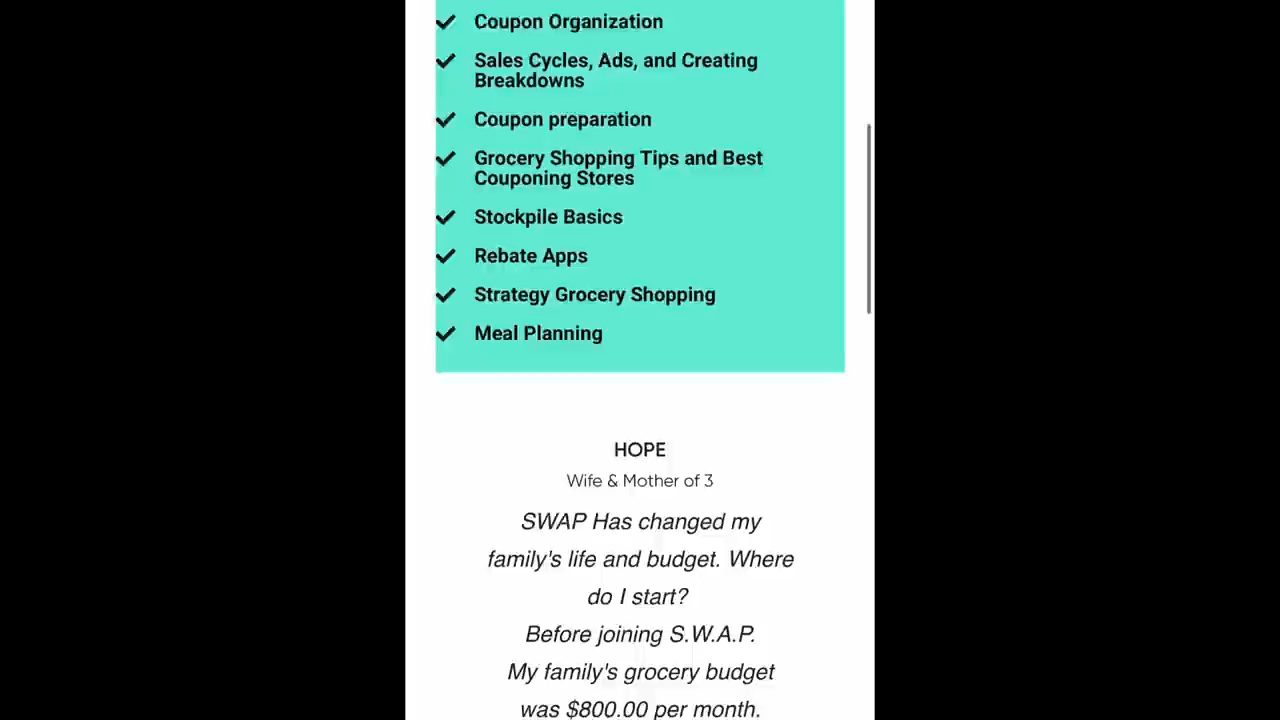 Coupon Organization
Sales Cycles, Ads, and Creating
Breakdowns
Coupon preparation
Grocery Shopping Tips and Best
Couponing Stores
Stockpile Basics
Rebate Apps
Strategy Grocery Shopping
Meal Planning
HOPE
Wife & Mother of 3
SWAP Has changed my
family's life and budget. Where
do I start?
Before joining S.W.A.P.
My family's grocery budget
was $800.00 per month.